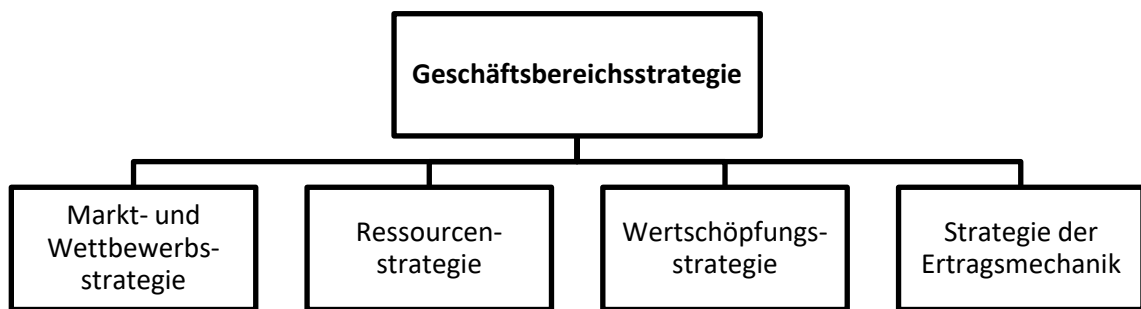 Geschäftsbereichsstrategie
Markt- und
Wettbewerbs-
strategie
Ressourcen-
strategie
Wertschöpfungs-
strategie
Strategie der
Ertragsmechanik